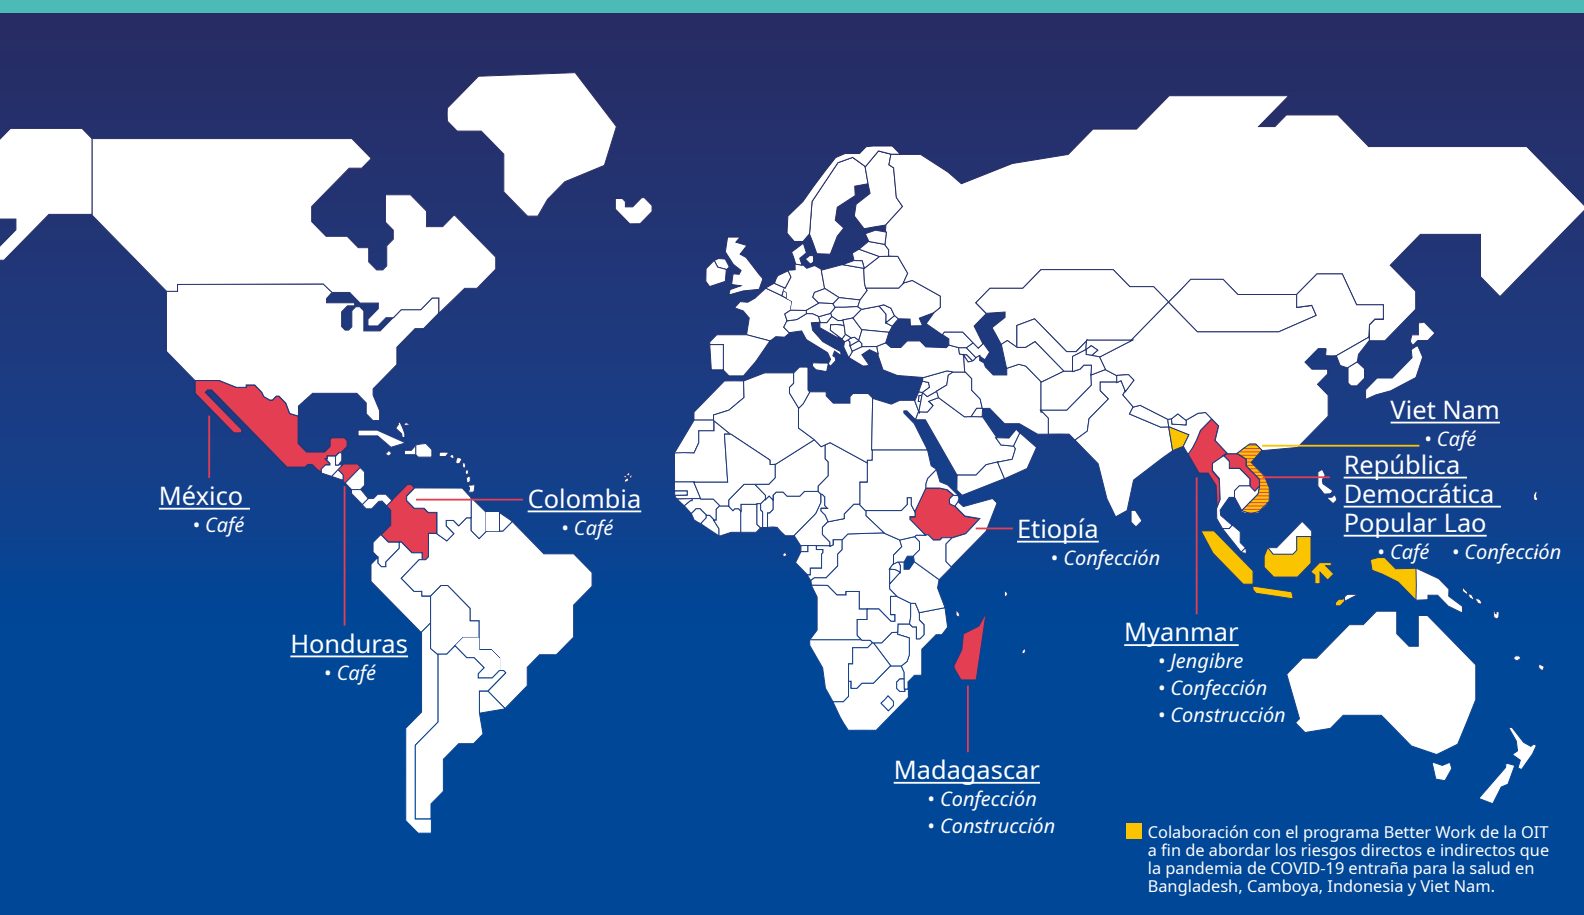 México
• Café
Colombia
• Café
Honduras
• Café
Etiopía
• Confección
Madagascar
• Confección
• Construcción
Myanmar
• Jengibre
• Confección
• Construcción
Viet Nam
• Café
República
Democrática
Popular Lao
• Café • Confección
Colaboración con el programa Better Work de la OIT
a fin de abordar los riesgos directos e indirectos que
la pandemia de COVID-19 entraña para la salud en
Bangladesh, Camboya, Indonesia y Viet Nam.